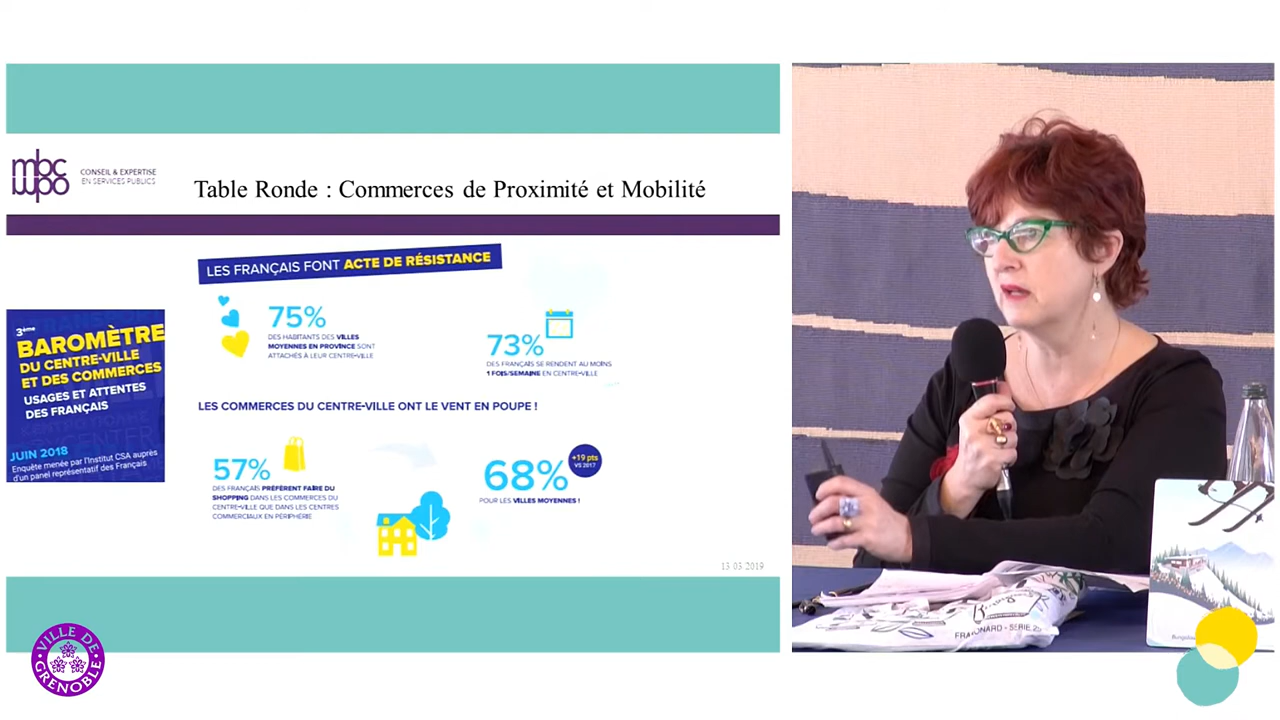 mbc
mpo
CONSEIL & EXPERTISE
EN SERVICES PUBLICS
Table Ronde : Commerces de Proximité et Mobilité
LES FRANÇAIS FONT ACTE DE RÉSISTANCE
75%
DES HABITANTS DES VILLES
MOYENNES EN PROVINCE SONT
ATTACHÉS À LEUR CENTRE-VILLE
73%
DES FRANÇAIS SE RENDENT AU MOINS
1 FOIS/SEMAINE EN CENTRE-VILLE
3ème
BAROMÈTRE
DU CENTRE-VILLE
ET DES COMMERCES
USAGES ET ATTENTES
DES FRANÇAIS
JUIN 2018
Enquête menée par l'Institut CSA auprès
d'un panel représentatif des Français
LES COMMERCES DU CENTRE-VILLE ONT LE VENT EN POUPE !
57%
DES FRANÇAIS PRÉFÈRENT FAIRE DU
SHOPPING DANS LES COMMERCES DU
CENTRE-VILLE QUE DANS LES CENTRES
COMMERCIAUX EN PÉRIPHÉRIE
68%
+19 pts
VS 2017
POUR LES VILLES MOYENNES !
13 03 2019
VILLE DE
GRENOBLE